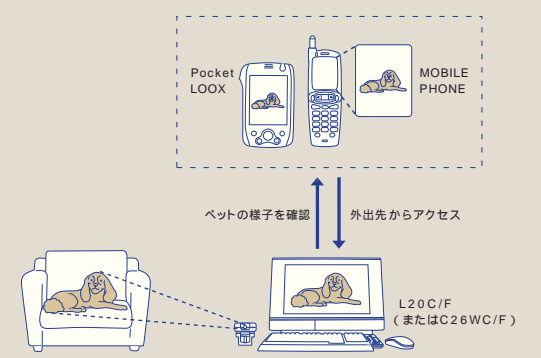 Pocket
LOOX
MOBILE
PHONE
ペットの様子を確認
外出先からアクセス
L20C/F
(またはC26WC/F)